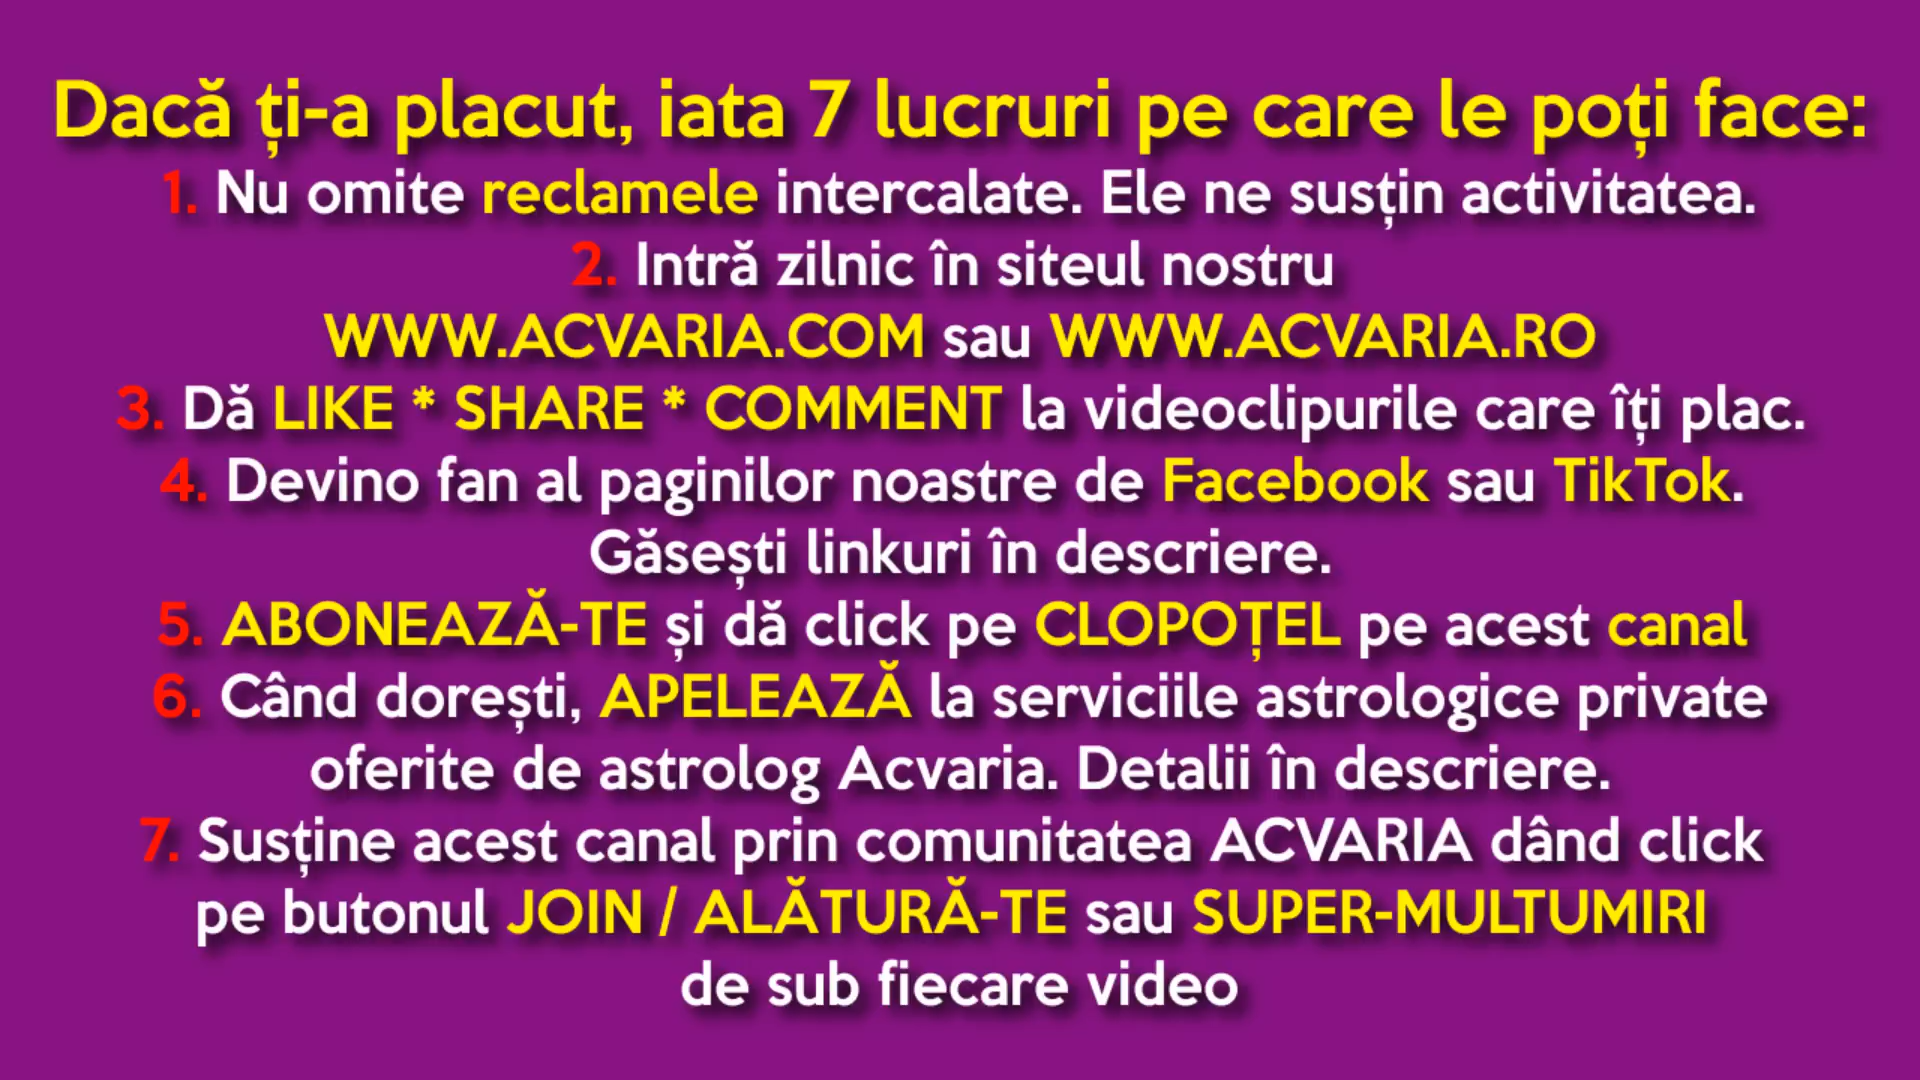 Dacă ți-a placut, iata 7 lucruri pe care le poți face:
1. Nu omite reclamele intercalate. Ele ne susțin activitatea.
2. Intră zilnic în siteul nostru
WWW.ACVARIA.COM sau WWW.ACVARIA.RO
3. Dă LIKE * SHARE * COMMENT la videoclipurile care îți plac.
4. Devino fan al paginilor noastre de Facebook sau TikTok.
Găsești linkuri în descriere.
5. ABONEAZĂ-TE și dă click pe CLOPOȚEL pe acest canal
6. Când dorești, APELEAZĂ la serviciile astrologice private
oferite de astrolog Acvaria. Detalii în descriere.
7. Susține acest canal prin comunitatea ACVARIA dând click
pe butonul JOIN / ALĂTURĂ-TE sau SUPER-MULTUMIRI
de sub fiecare video